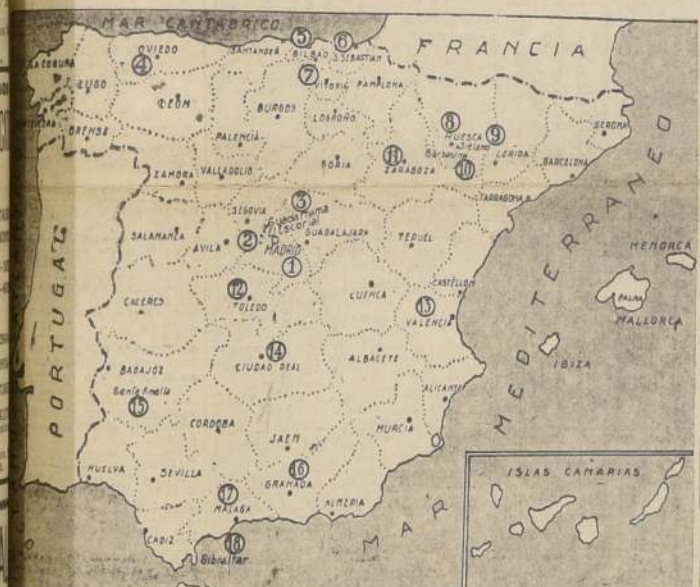 MAR CANTABRICO
FRANCIA
LA CORUÑA
LUGO
OVIEDO
④
SANTANDER
⑤
BILBAO
⑥
S. SEBASTIAN
⑦
VITORIA
PAMPLONA
LEON
BURGOS
LOGROÑO
ORENSE
PALENCIA
⑧
HUESCA
Sietamo
⑨
Barbastro
⑩
LERIDA
GERONA
BARCELONA
ZAMORA
VALLADOLID
SORIA
⑪
ZARAGOZA
TARRAGONA
③
SEGOVIA
Guadarrama
El Escorial
SALAMANCA
AVILA
②
MADRID
GUADALAJARA
①
TERUEL
MENORCA
PALMA
MALLORCA
IBIZA
CACERES
⑫
TOLEDO
CUENCA
CASTELLON
⑬
VALENCIA
⑭
CIUDAD REAL
ALBACETE
BADAJOZ
Santa Amalia
⑮
ALICANTE
CORDOBA
JAEN
MURCIA
HUELVA
SEVILLA
⑯
GRANADA
⑰
MALAGA
ALMERIA
CADIZ
⑱
Gibraltar
PORTUGAL
MAR MEDITERRANEO
ISLAS CANARIAS